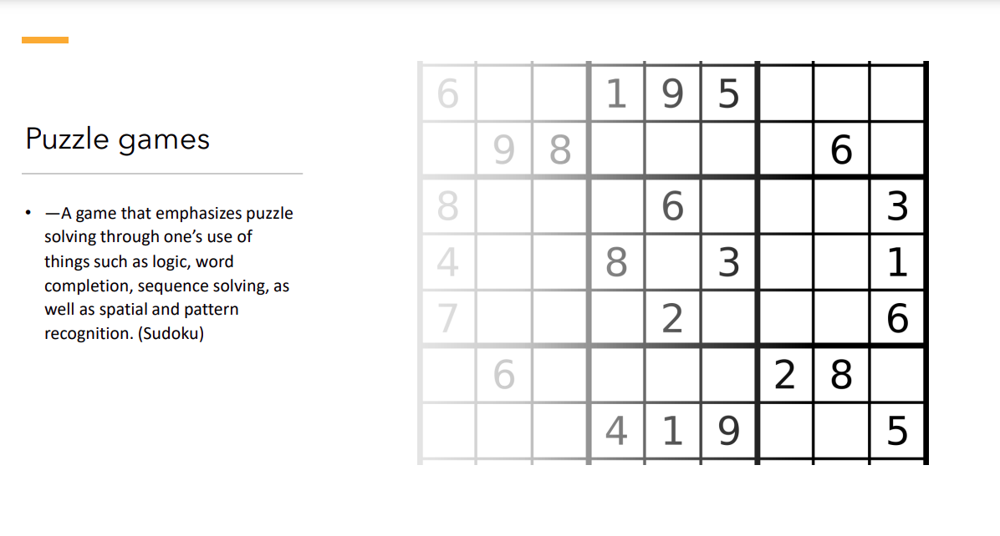 Puzzle games
• —A game that emphasizes puzzle
solving through one’s use of
things such as logic, word
completion, sequence solving, as
well as spatial and pattern
recognition. (Sudoku)
6 1 9 5
9 8 6
8 6 3
4 8 3 1
7 2 6
6 2 8
4 1 9 5